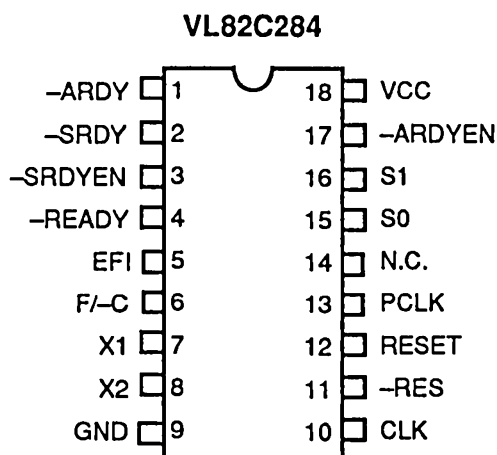 VL82C284
–ARDY 1 18 VCC
–SRDY 2 17 –ARDYEN
–SRDYEN 3 16 S1
–READY 4 15 S0
EFI 5 14 N.C.
F/–C 6 13 PCLK
X1 7 12 RESET
X2 8 11 –RES
GND 9 10 CLK